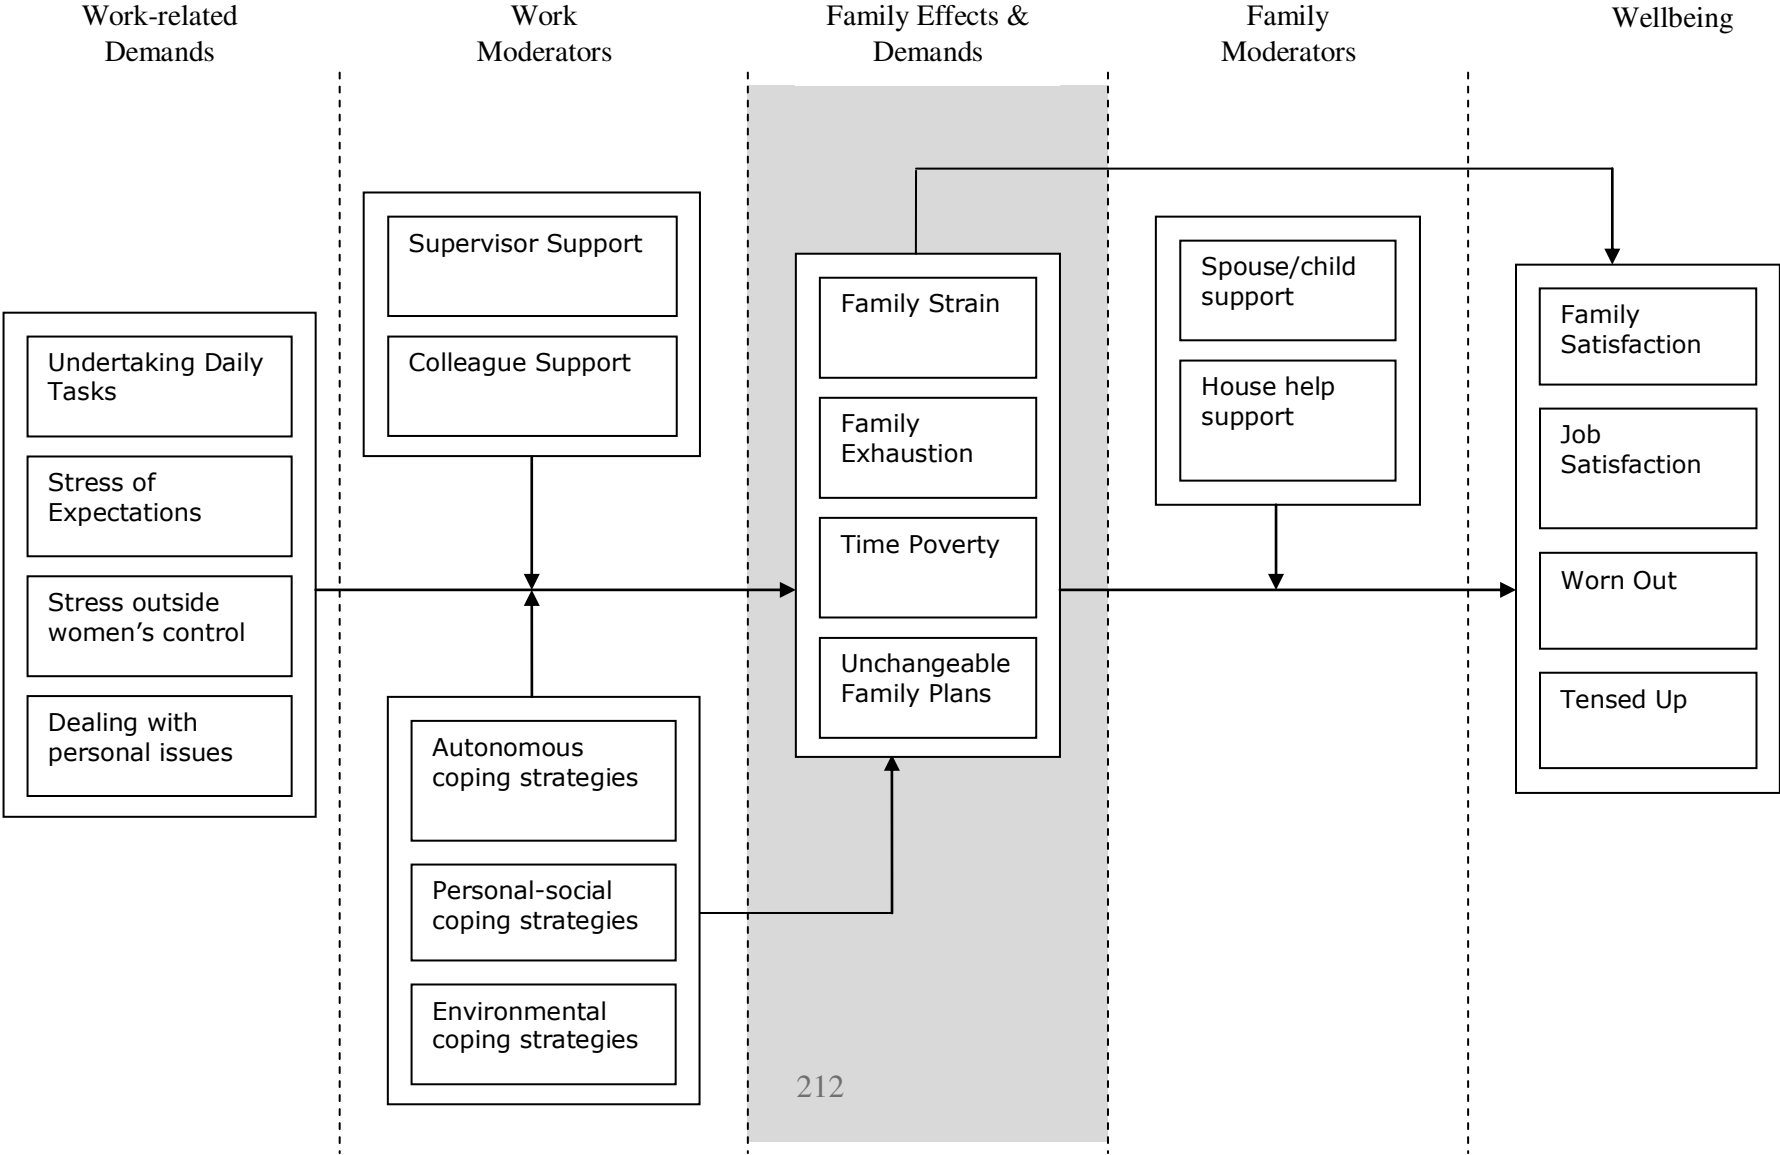 Work-related
Demands
Work
Moderators
Family Effects &
Demands
Family
Moderators
Wellbeing
Undertaking Daily
Tasks
Stress of
Expectations
Stress outside
women’s control
Dealing with
personal issues
Supervisor Support
Colleague Support
Autonomous
coping strategies
Personal-social
coping strategies
Environmental
coping strategies
Family Strain
Family
Exhaustion
Time Poverty
Unchangeable
Family Plans
Spouse/child
support
House help
support
Family
Satisfaction
Job
Satisfaction
Worn Out
Tensed Up
212